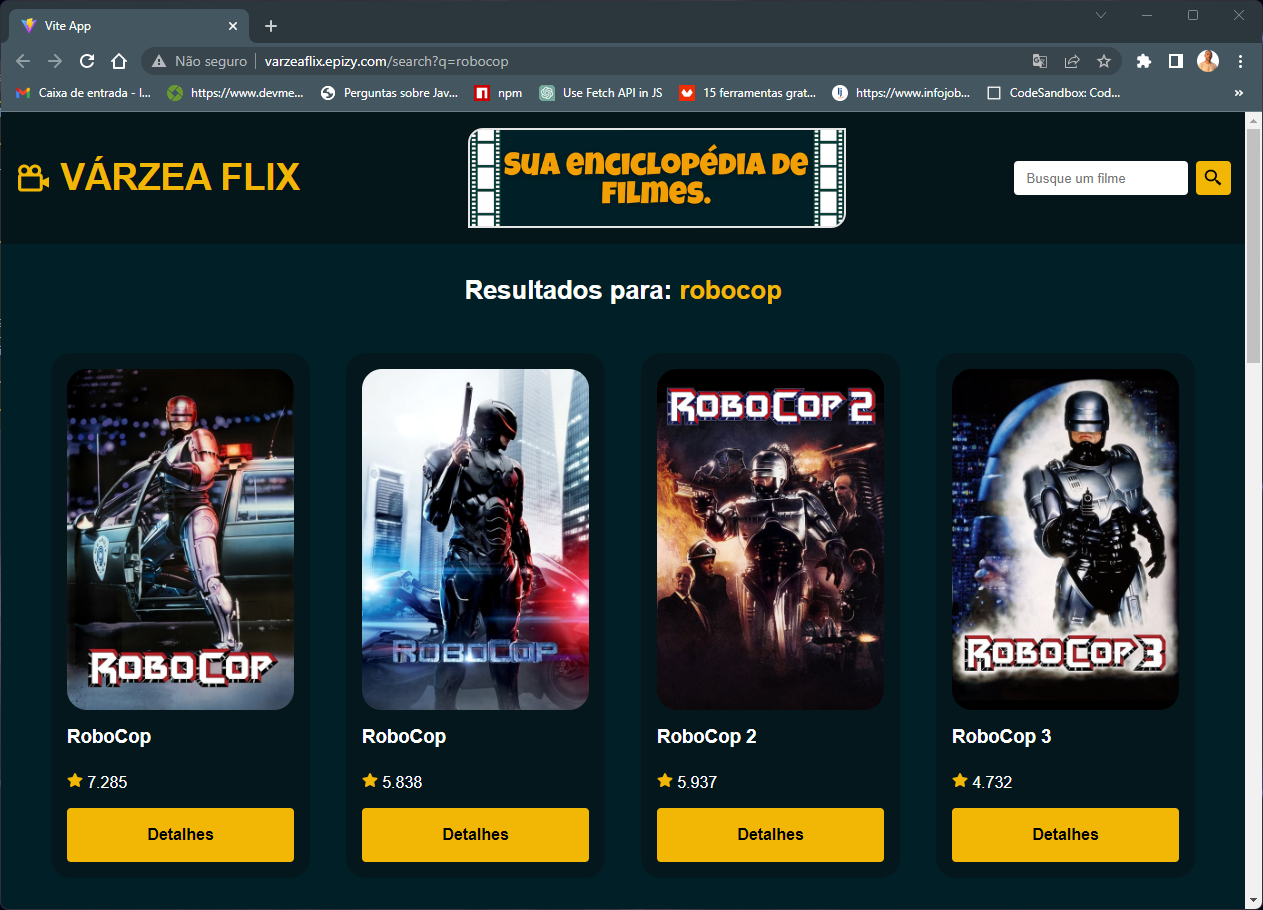 Vite App
Não seguro varzeaflix.epizy.com/search?q=robocop
Caixa de entrada - I... https://www.devme... Perguntas sobre Jav... npm Use Fetch API in JS 15 ferramentas grat... https://www.infojob... CodeSandbox: Cod... »
VÁRZEA FLIX
SUA ENCICLOPÉDIA DE
FILMES.
Busque um filme
Resultados para: robocop
ROBOCOP
ROBOCOP
ROBOCOP 2
ROBOCOP 3
RoboCop
RoboCop
RoboCop 2
RoboCop 3
7.285
5.838
5.937
4.732
Detalhes
Detalhes
Detalhes
Detalhes